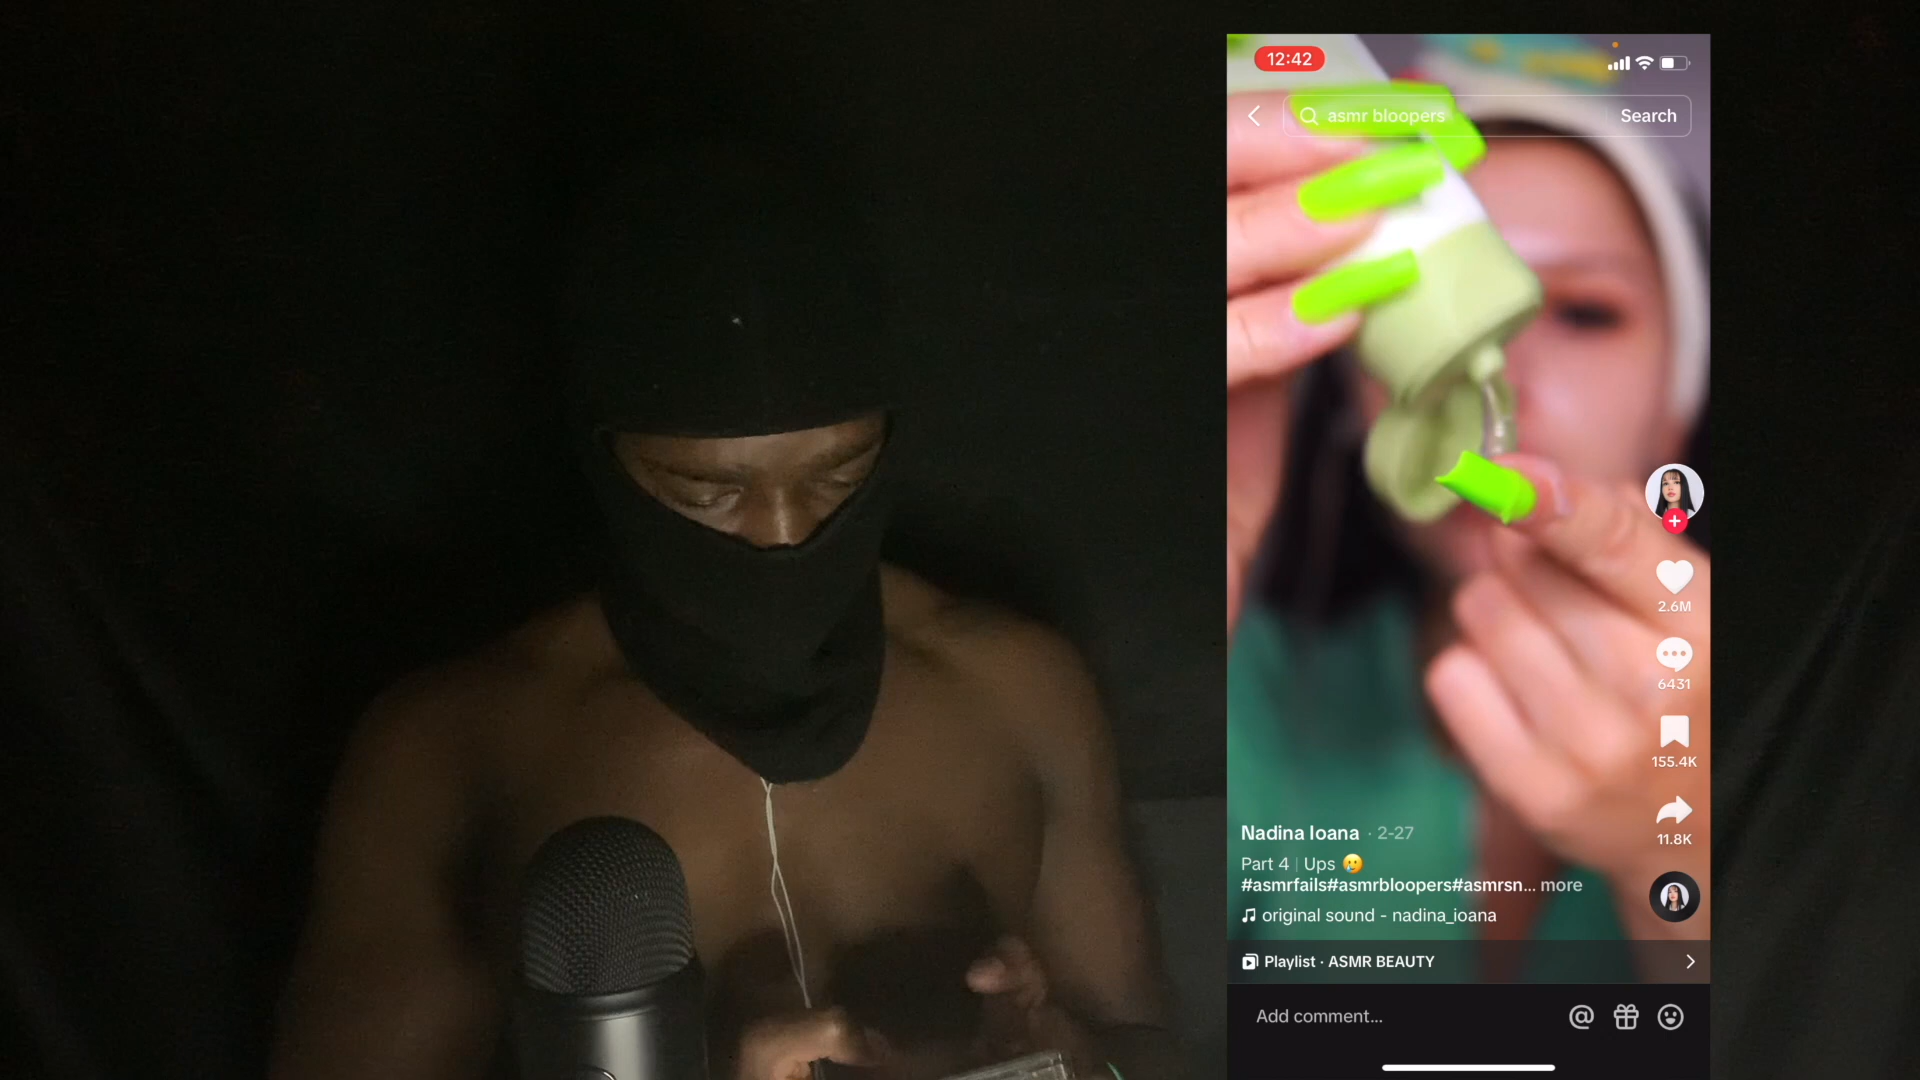 12:42
asmr bloopers
Search
2.6M
6431
155.4K
11.8K
Nadina Ioana · 2-27
Part 4 | Ups 🥲
#asmrfails#asmrbloopers#asmrsn... more
original sound - nadina_ioana
Playlist · ASMR BEAUTY
Add comment...